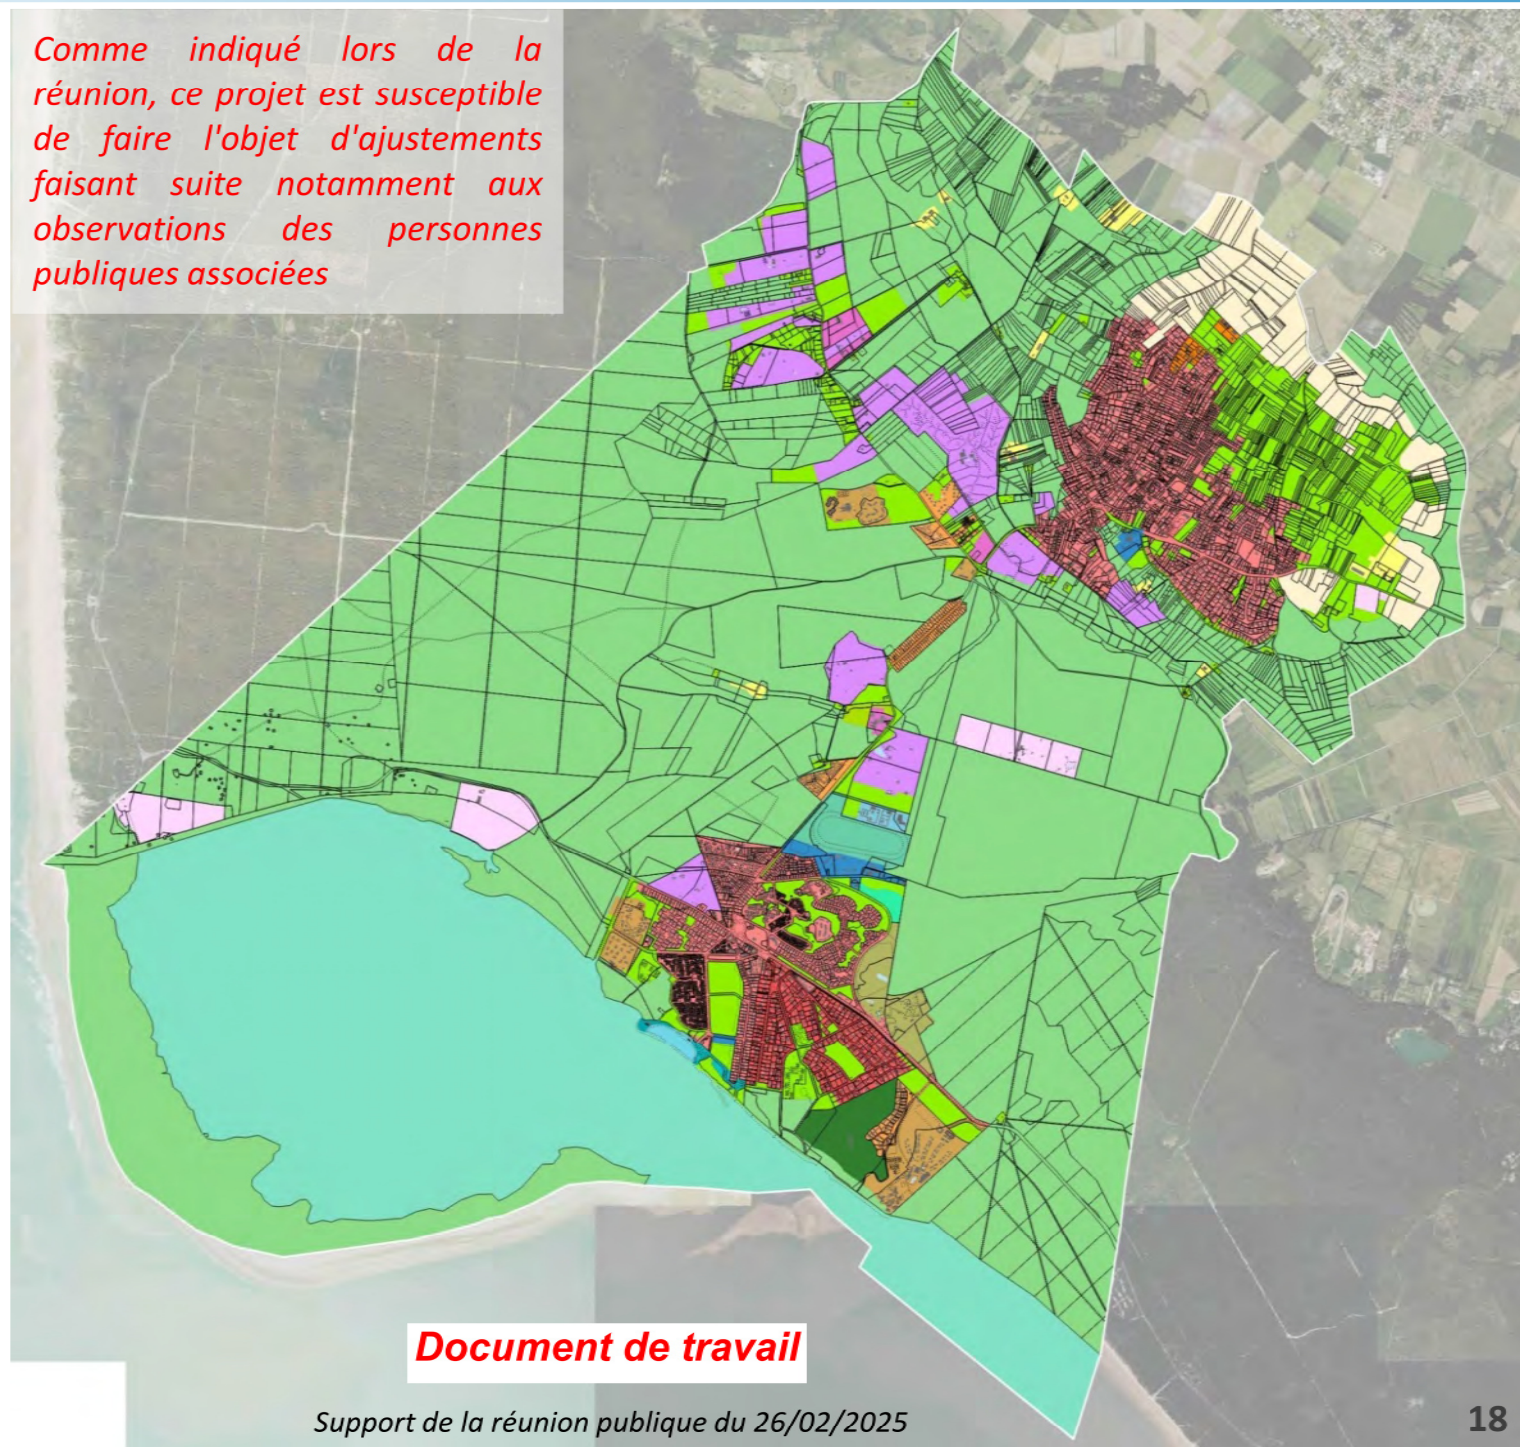 Comme indiqué lors de la
réunion, ce projet est susceptible
de faire l'objet d'ajustements
faisant suite notamment aux
observations des personnes
publiques associées
Document de travail
Support de la réunion publique du 26/02/2025
18